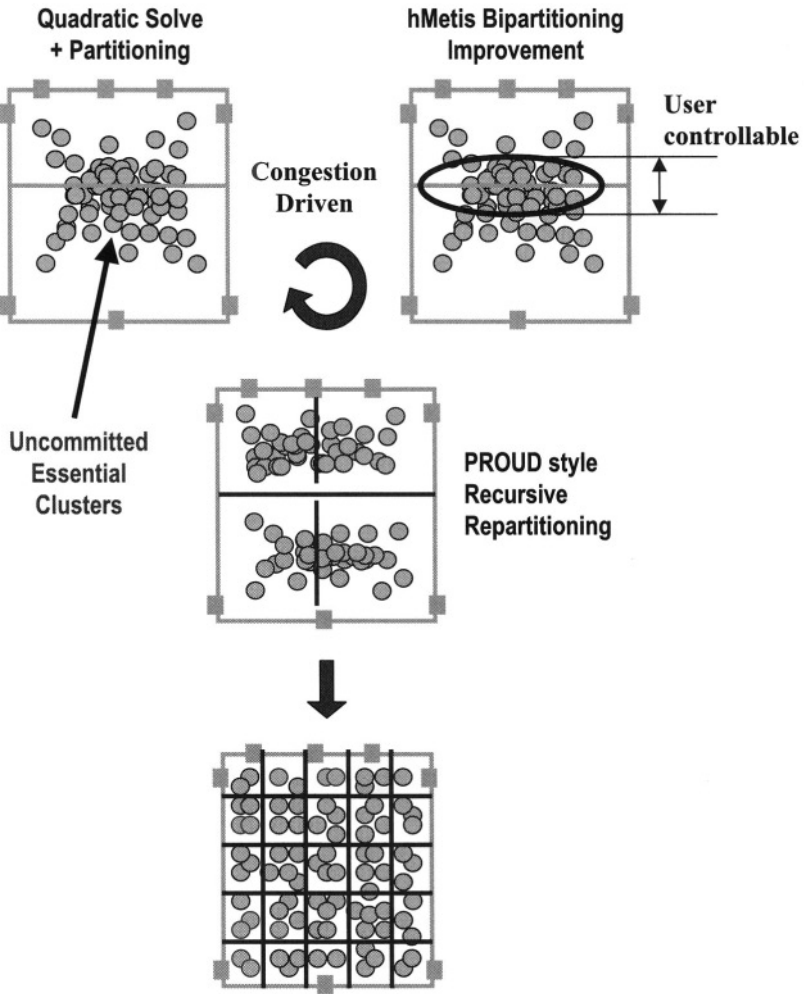 Quadratic Solve
+ Partitioning
hMetis Bipartitioning
Improvement
User
controllable
Congestion
Driven
Uncommitted
Essential
Clusters
PROUD style
Recursive
Repartitioning